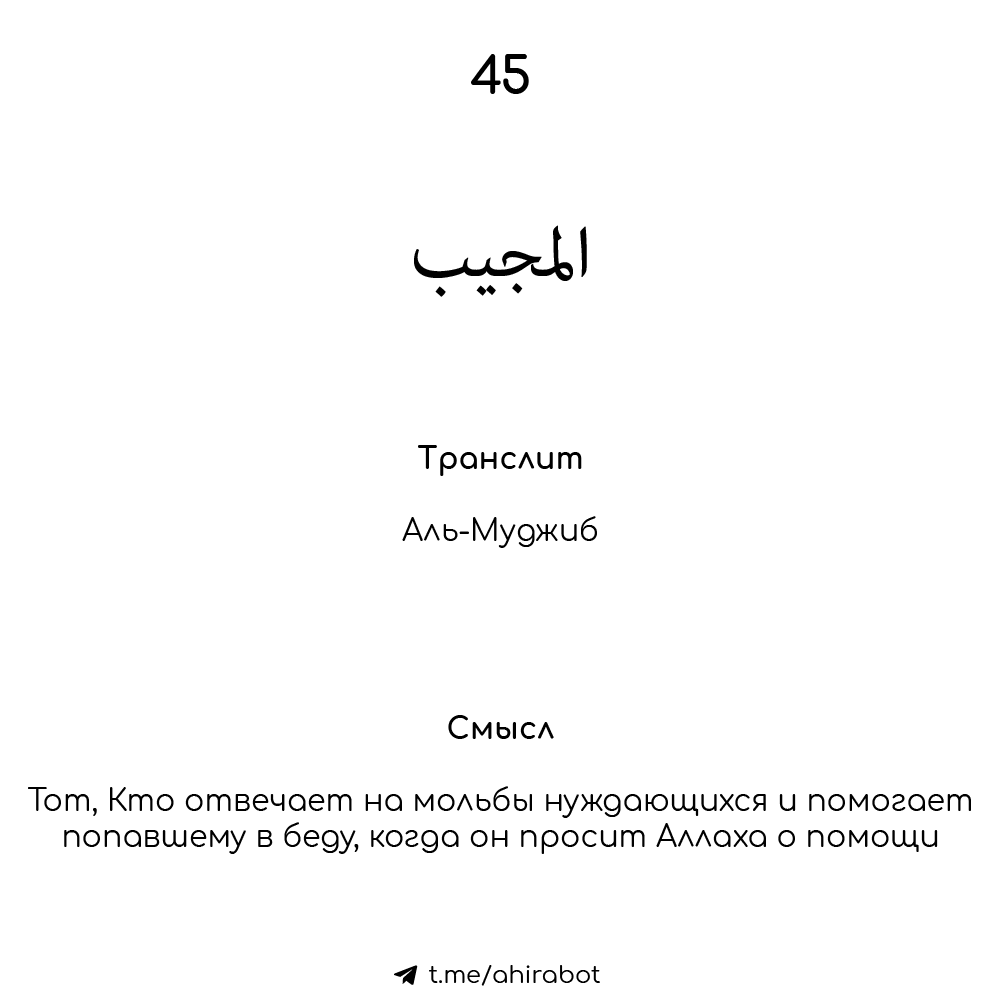 45
المجيب
Транслит
Аль-Муджиб
Смысл
Тот, Кто отвечает на мольбы нуждающихся и помогает
попавшему в беду, когда он просит Аллаха о помощи
t.me/ahirabot